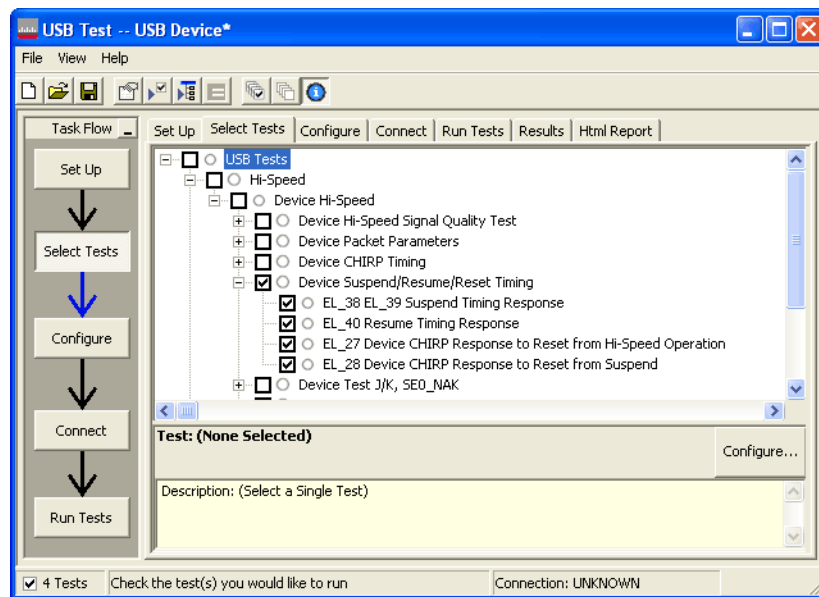 USB Test -- USB Device*
File View Help
Task Flow
Set Up
Select Tests
Configure
Connect
Run Tests
Set Up Select Tests Configure Connect Run Tests Results Html Report
USB Tests
Hi-Speed
Device Hi-Speed
Device Hi-Speed Signal Quality Test
Device Packet Parameters
Device CHIRP Timing
Device Suspend/Resume/Reset Timing
EL_38 EL_39 Suspend Timing Response
EL_40 Resume Timing Response
EL_27 Device CHIRP Response to Reset from Hi-Speed Operation
EL_28 Device CHIRP Response to Reset from Suspend
Device Test J/K, SE0_NAK
Test: (None Selected)
Configure...
Description: (Select a Single Test)
4 Tests Check the test(s) you would like to run Connection: UNKNOWN